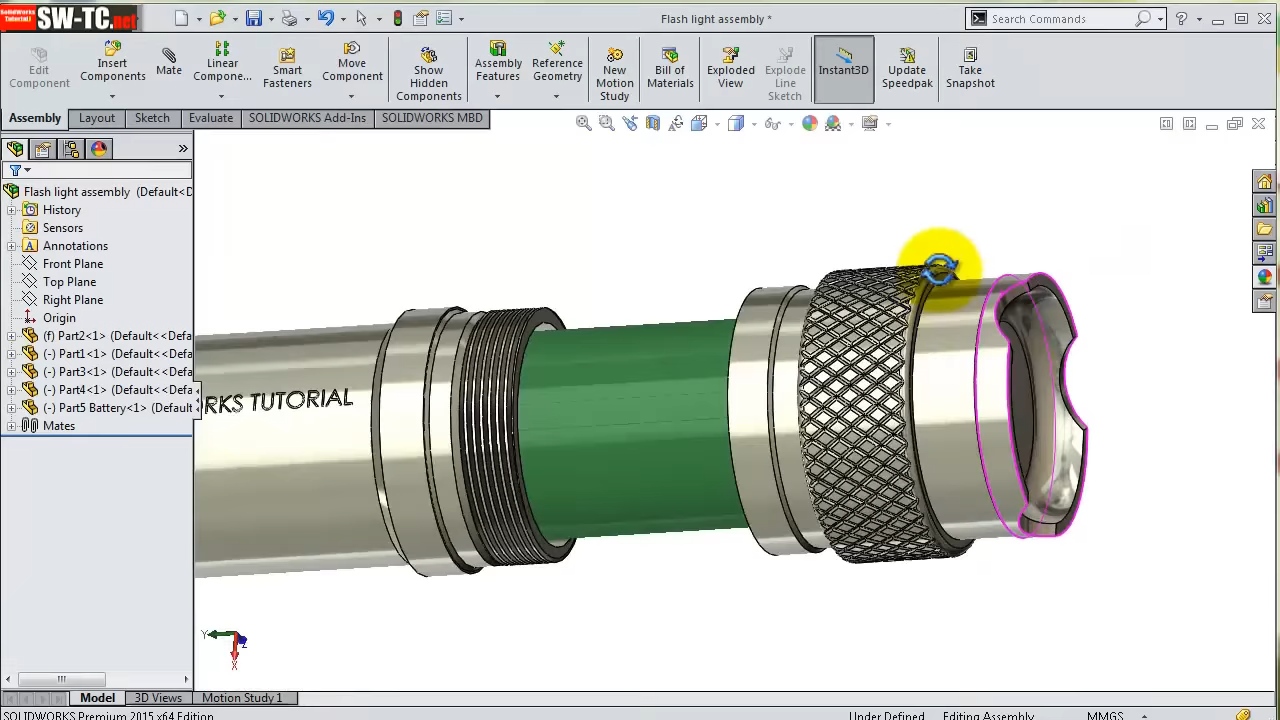 SolidWorks Tutorial
SW-TC.net
Flash light assembly *
Search Commands
Edit Component
Insert Components
Mate
Linear Compone...
Smart Fasteners
Move Component
Show Hidden Components
Assembly Features
Reference Geometry
New Motion Study
Bill of Materials
Exploded View
Explode Line Sketch
Instant3D
Update Speedpak
Take Snapshot
Assembly Layout Sketch Evaluate SOLIDWORKS Add-Ins SOLIDWORKS MBD
Flash light assembly (Default<D
History
Sensors
A Annotations
Front Plane
Top Plane
Right Plane
Origin
(f) Part2<1> (Default<<Defa
(-) Part1<1> (Default<<Defa
(-) Part3<1> (Default<<Defa
(-) Part4<1> (Default<<Defa
(-) Part5 Battery<1> (Default
Mates
RKS TUTORIAL
Y
Z
X
Model 3D Views Motion Study 1
SOLIDWORKS Premium 2015 x64 Edition
Under Defined Editing Assembly MMGS